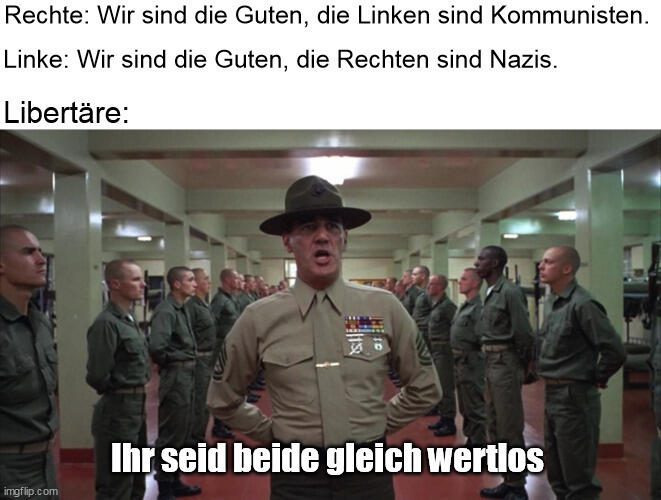 Rechte: Wir sind die Guten, die Linken sind Kommunisten.
Linke: Wir sind die Guten, die Rechten sind Nazis.
Libertäre:
Ihr seid beide gleich wertlos
imgflip.com